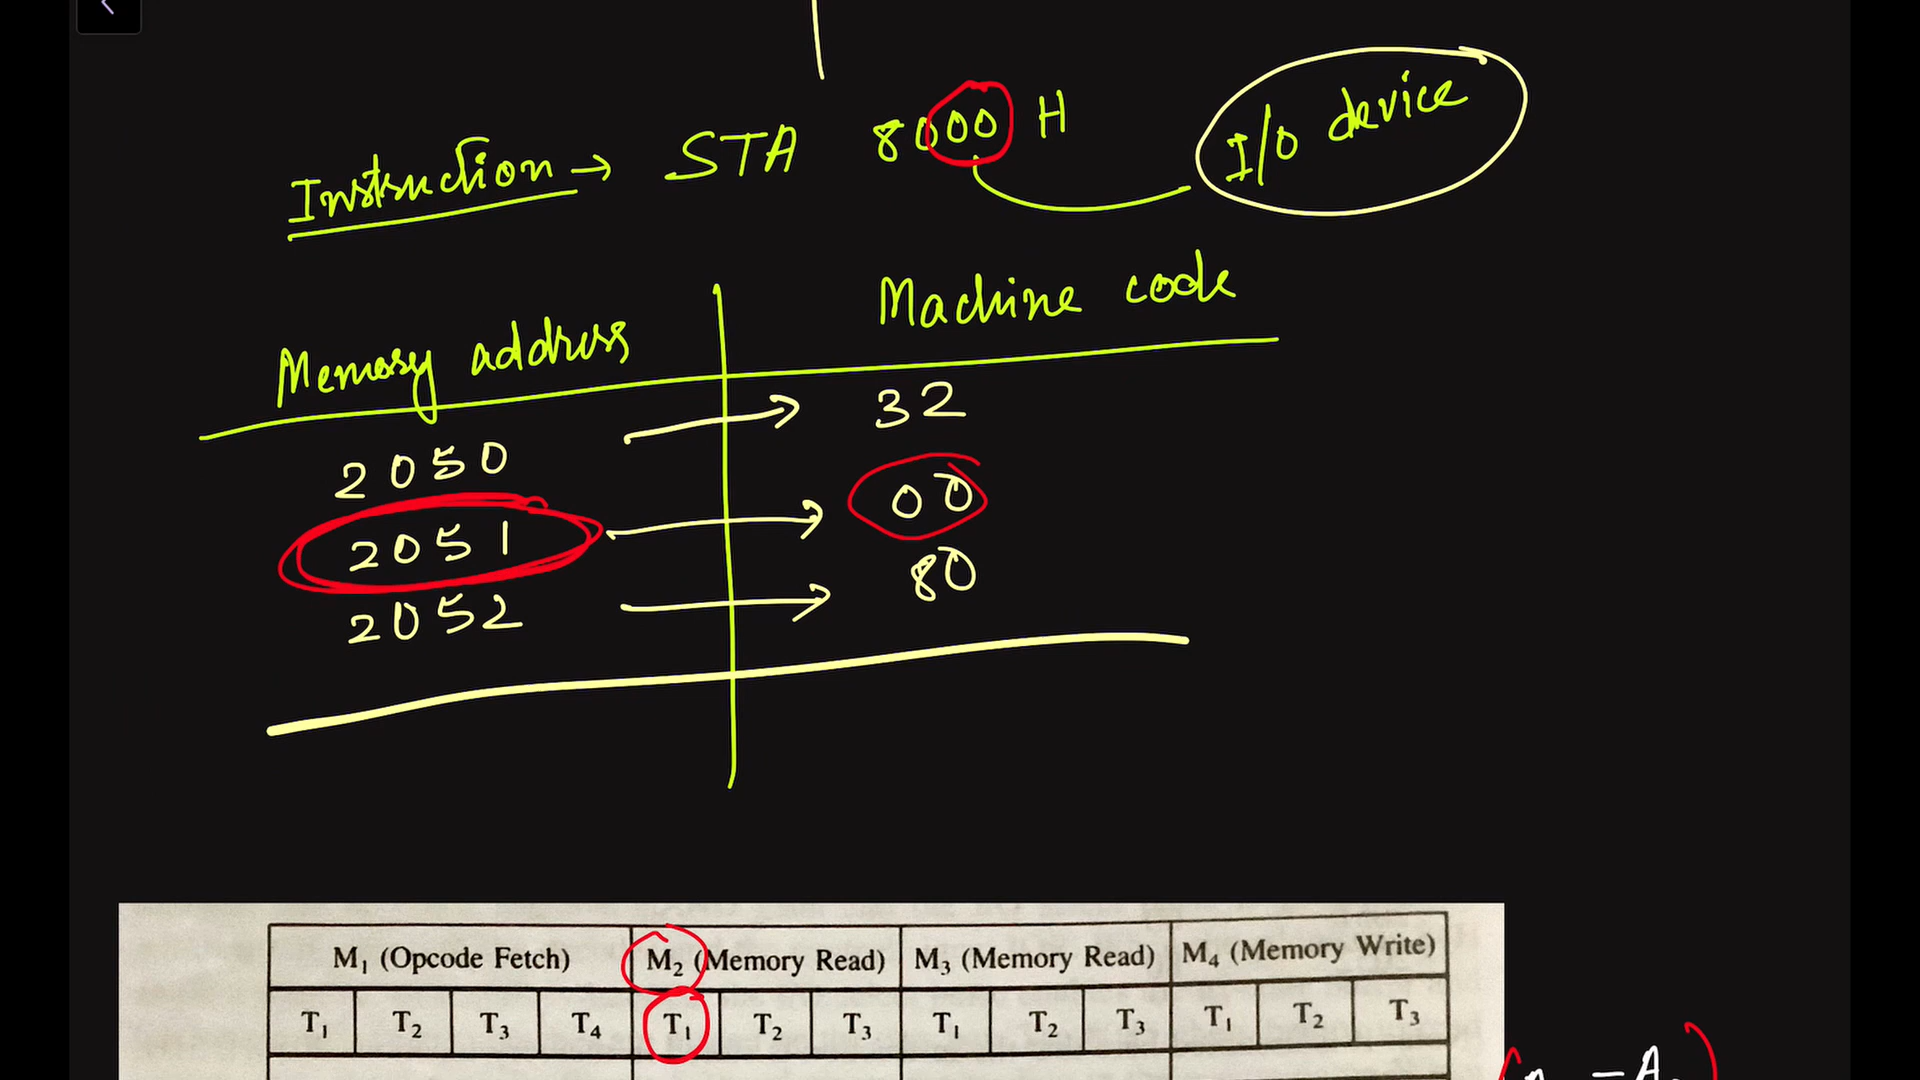 Instruction → STA 8000 H I/O device
Memory address Machine code
2050 → 32
2051 → 00
2052 → 80
M1 (Opcode Fetch) M2 (Memory Read) M3 (Memory Read) M4 (Memory Write)
T1 T2 T3 T4 T1 T2 T3 T1 T2 T3 T1 T2 T3